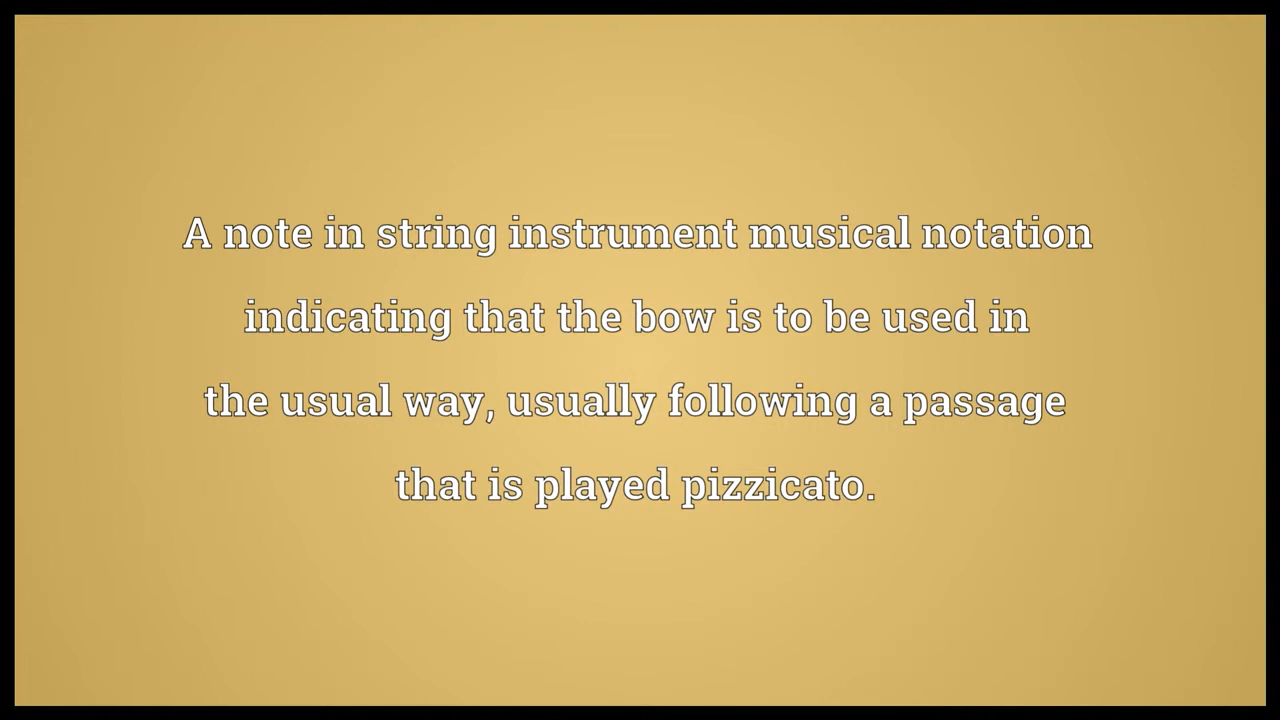 A note in string instrument musical notation
indicating that the bow is to be used in
the usual way, usually following a passage
that is played pizzicato.